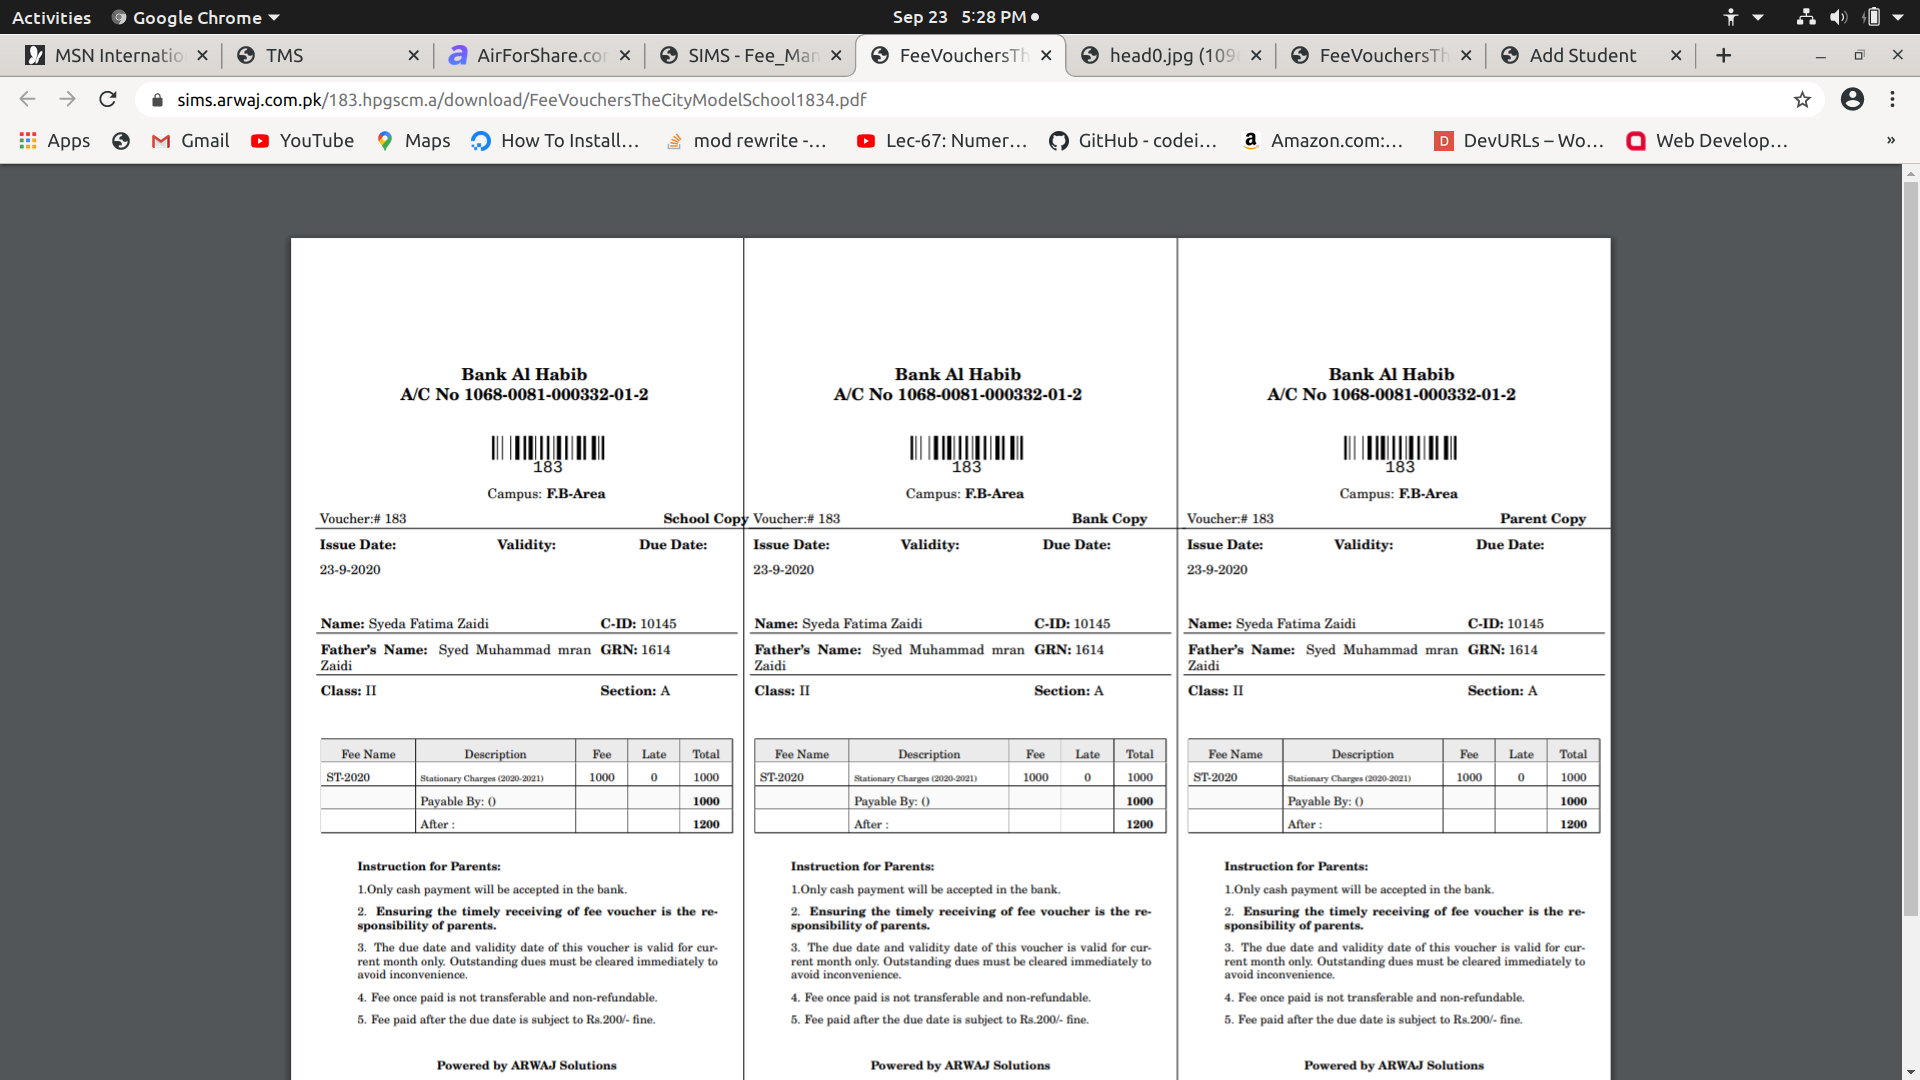 Activities Google Chrome Sep 23 5:28 PM
MSN Internatio TMS AirForShare.co SIMS - Fee_Man FeeVouchersTh head0.jpg (109 FeeVouchersTh Add Student
sims.arwaj.com.pk/183.hpgscm.a/download/FeeVouchersTheCityModelSchool1834.pdf
Apps Gmail YouTube Maps How To Install... mod rewrite -... Lec-67: Numer... GitHub - codei... Amazon.com:... DevURLs – Wo... Web Develop... »
Bank Al Habib
A/C No 1068-0081-000332-01-2
183
Campus: F.B-Area
Voucher:# 183 School Copy
Issue Date: Validity: Due Date:
23-9-2020
Name: Syeda Fatima Zaidi C-ID: 10145
Father's Name: Syed Muhammad mran GRN: 1614
Zaidi
Class: II Section: A
Fee Name Description Fee Late Total
ST-2020 Stationary Charges (2020-2021) 1000 0 1000
Payable By: () 1000
After : 1200
Instruction for Parents:
1.Only cash payment will be accepted in the bank.
2. Ensuring the timely receiving of fee voucher is the re-
sponsibility of parents.
3. The due date and validity date of this voucher is valid for cur-
rent month only. Outstanding dues must be cleared immediately to
avoid inconvenience.
4. Fee once paid is not transferable and non-refundable.
5. Fee paid after the due date is subject to Rs.200/- fine.
Powered by ARWAJ Solutions
Bank Al Habib
A/C No 1068-0081-000332-01-2
183
Campus: F.B-Area
Voucher:# 183 Bank Copy
Issue Date: Validity: Due Date:
23-9-2020
Name: Syeda Fatima Zaidi C-ID: 10145
Father's Name: Syed Muhammad mran GRN: 1614
Zaidi
Class: II Section: A
Fee Name Description Fee Late Total
ST-2020 Stationary Charges (2020-2021) 1000 0 1000
Payable By: () 1000
After : 1200
Instruction for Parents:
1.Only cash payment will be accepted in the bank.
2. Ensuring the timely receiving of fee voucher is the re-
sponsibility of parents.
3. The due date and validity date of this voucher is valid for cur-
rent month only. Outstanding dues must be cleared immediately to
avoid inconvenience.
4. Fee once paid is not transferable and non-refundable.
5. Fee paid after the due date is subject to Rs.200/- fine.
Powered by ARWAJ Solutions
Bank Al Habib
A/C No 1068-0081-000332-01-2
183
Campus: F.B-Area
Voucher:# 183 Parent Copy
Issue Date: Validity: Due Date:
23-9-2020
Name: Syeda Fatima Zaidi C-ID: 10145
Father's Name: Syed Muhammad mran GRN: 1614
Zaidi
Class: II Section: A
Fee Name Description Fee Late Total
ST-2020 Stationary Charges (2020-2021) 1000 0 1000
Payable By: () 1000
After : 1200
Instruction for Parents:
1.Only cash payment will be accepted in the bank.
2. Ensuring the timely receiving of fee voucher is the re-
sponsibility of parents.
3. The due date and validity date of this voucher is valid for cur-
rent month only. Outstanding dues must be cleared immediately to
avoid inconvenience.
4. Fee once paid is not transferable and non-refundable.
5. Fee paid after the due date is subject to Rs.200/- fine.
Powered by ARWAJ Solutions